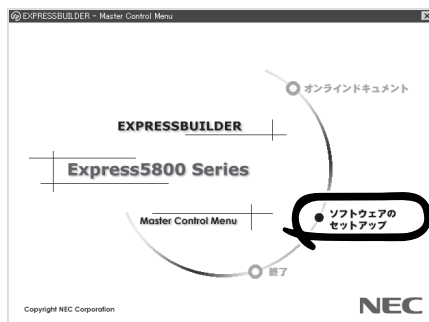 EXPRESSBUILDER - Master Control Menu
オンラインドキュメント
EXPRESSBUILDER
Express5800 Series
Master Control Menu
ソフトウェアの
セットアップ
終了
Copyright NEC Corporation
NEC